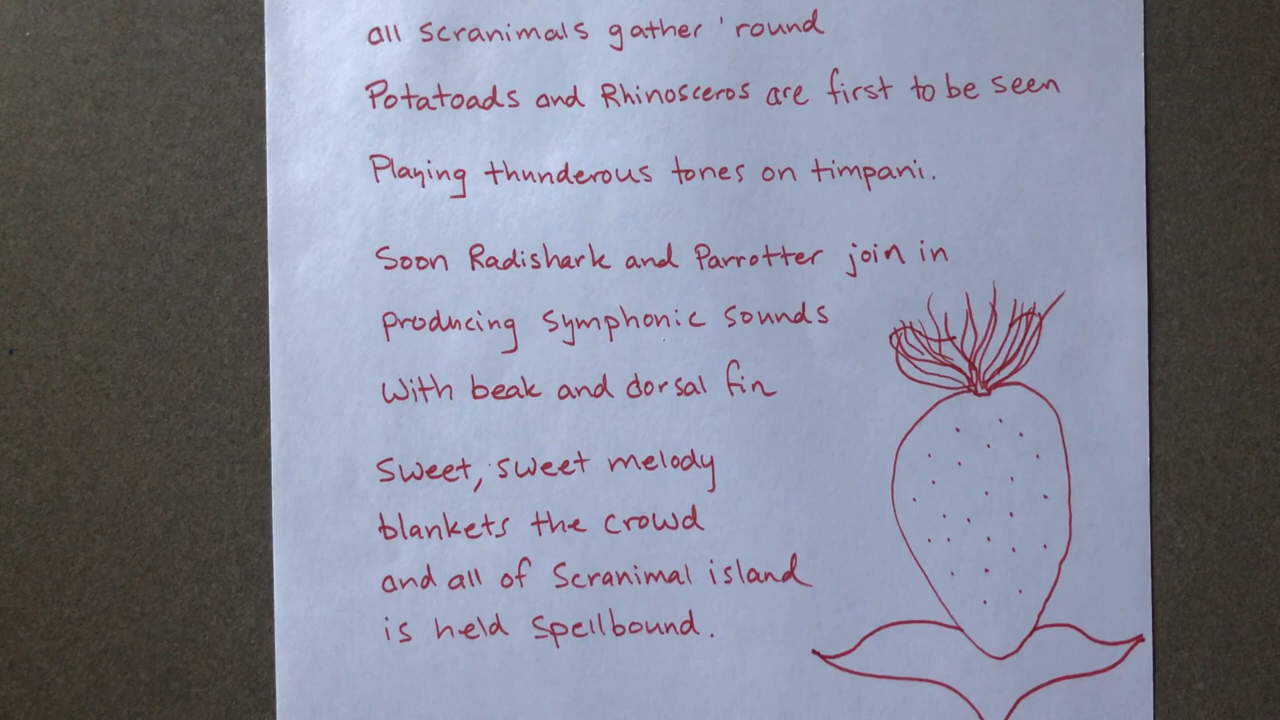 all scranimals gather 'round
Potatoads and Rhinosceros are first to be seen
Playing thunderous tones on timpani.
Soon Radishark and Parrotter join in
producing symphonic sounds
with beak and dorsal fin
Sweet, sweet melody
blankets the crowd
and all of Scranimal island
is held spellbound.